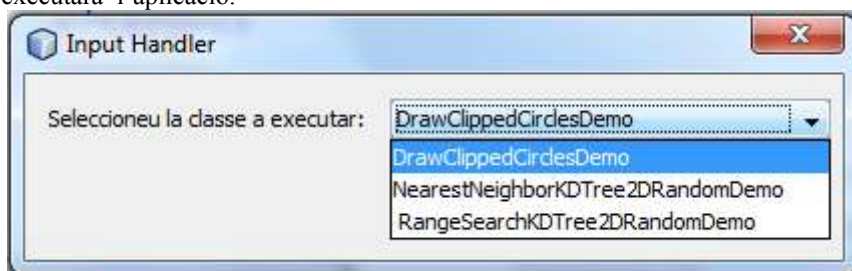 executarà l'aplicació.
Input Handler
Seleccioneu la classe a executar:
DrawClippedCirclesDemo
DrawClippedCirclesDemo
NearestNeighborKDTree2DRandomDemo
RangeSearchKDTree2DRandomDemo